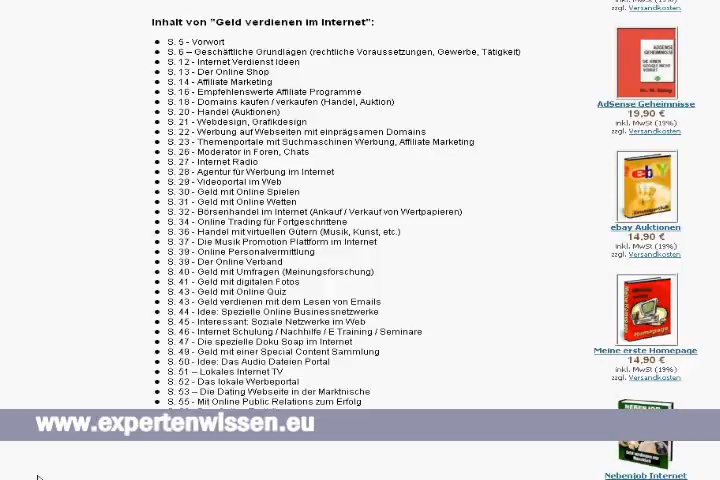 zzgl. Versandkosten
Inhalt von "Geld verdienen im Internet":
S. 5 - Vorwort
S. 6 – Geschäftliche Grundlagen (rechtliche Voraussetzungen, Gewerbe, Tätigkeit)
S. 12 - Internet Verdienst Ideen
S. 13 - Der Online Shop
S. 14 - Affiliate Marketing
S. 16 - Empfehlenswerte Affiliate Programme
S. 18 - Domains kaufen / verkaufen (Handel, Auktion)
S. 20 - Handel (Auktionen)
S. 21 - Webdesign, Grafikdesign
S. 22 - Werbung auf Webseiten mit einprägsamen Domains
S. 23 - Themenportale mit Suchmaschinen Werbung, Affiliate Marketing
S. 26 - Moderator in Foren, Chats
S. 27 - Internet Radio
S. 28 - Agentur für Werbung im Internet
S. 29 - Videoportal im Web
S. 30 - Geld mit Online Spielen
S. 31 - Geld mit Online Wetten
S. 32 - Börsenhandel im Internet (Ankauf / Verkauf von Wertpapieren)
S. 34 - Online Trading für Fortgeschrittene
S. 36 - Handel mit virtuellen Gütern (Musik, Kunst, etc.)
S. 37 - Die Musik Promotion Plattform im Internet
S. 39 - Online Personalvermittlung
S. 39 - Der Online Verband
S. 40 - Geld mit Umfragen (Meinungsforschung)
S. 41 - Geld mit digitalen Fotos
S. 43 - Geld mit Online Quiz
S. 43 - Geld verdienen mit dem Lesen von Emails
S. 44 - Idee: Spezielle Online Businessnetzwerke
S. 45 - Interessant: Soziale Netzwerke im Web
S. 46 - Internet Schulung / Nachhilfe / E Training / Seminare
S. 47 - Die spezielle Doku Soap im Internet
S. 49 - Geld mit einer Special Content Sammlung
S. 50 - Idee: Das Audio Dateien Portal
S. 51 – Lokales Internet TV
S. 52 - Das lokale Werbeportal
S. 53 – Die Dating Webseite in der Marktnische
S. 55 - Mit Online Public Relations zum Erfolg
www.expertenwissen.eu
ADSENSE
GEHEIMNISSE
AdSense Geheimnisse
19,90 €
inkl. MwSt (19%)
zzgl. Versandkosten
ebY
ebay Auktionen
14,90 €
inkl. MwSt (19%)
zzgl. Versandkosten
Homepage
Meine erste Homepage
14,90 €
inkl. MwSt (19%)
zzgl. Versandkosten
NEBENJOB
Nebenjob Internet